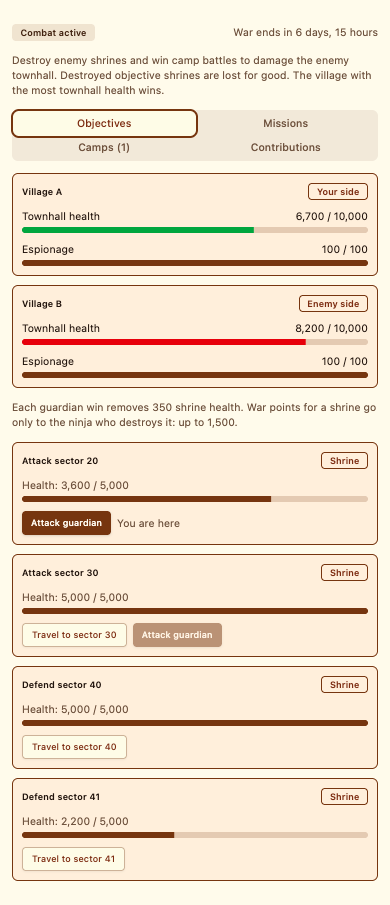 Combat active
War ends in 6 days, 15 hours
Destroy enemy shrines and win camp battles to damage the enemy
townhall. Destroyed objective shrines are lost for good. The village with
the most townhall health wins.
Objectives
Missions
Camps (1)
Contributions
Village A
Your side
Townhall health
6,700 / 10,000
Espionage
100 / 100
Village B
Enemy side
Townhall health
8,200 / 10,000
Espionage
100 / 100
Each guardian win removes 350 shrine health. War points for a shrine go
only to the ninja who destroys it: up to 1,500.
Attack sector 20
Shrine
Health: 3,600 / 5,000
Attack guardian
You are here
Attack sector 30
Shrine
Health: 5,000 / 5,000
Travel to sector 30
Attack guardian
Defend sector 40
Shrine
Health: 5,000 / 5,000
Travel to sector 40
Defend sector 41
Shrine
Health: 2,200 / 5,000
Travel to sector 41